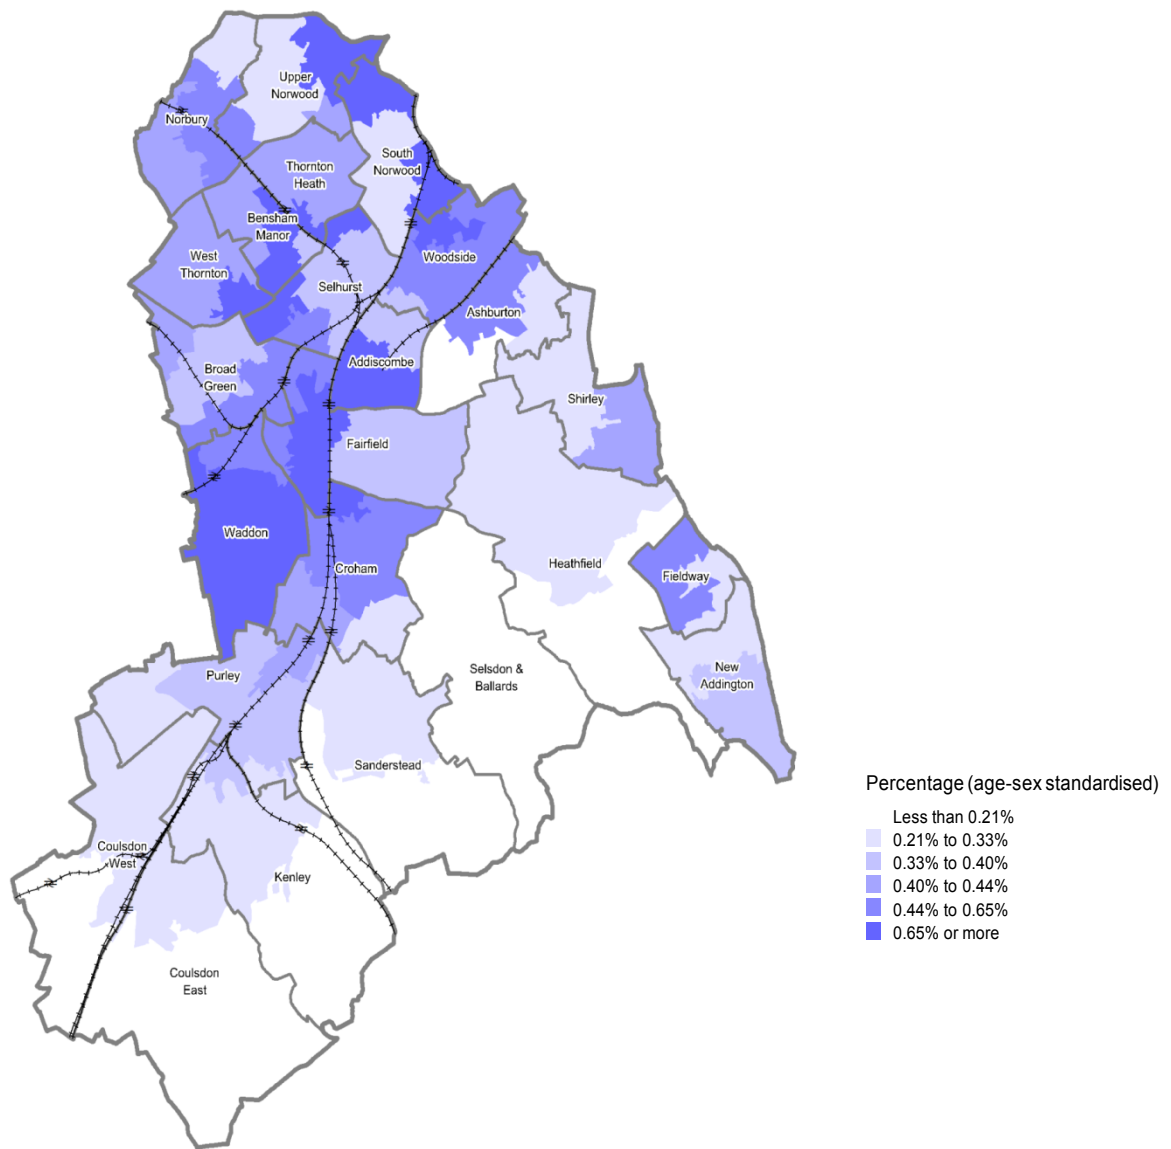 Upper
Norwood
Norbury
South
Norwood
Thornton
Heath
Bensham
Manor
West
Thornton
Woodside
Selhurst
Ashburton
Addiscombe
Broad
Green
Shirley
Fairfield
Waddon
Croham
Heathfield
Fieldway
Purley
Selsdon &
Ballards
New
Addington
Sanderstead
Coulsdon
West
Kenley
Coulsdon
East
Percentage (age-sex standardised)
Less than 0.21%
0.21% to 0.33%
0.33% to 0.40%
0.40% to 0.44%
0.44% to 0.65%
0.65% or more